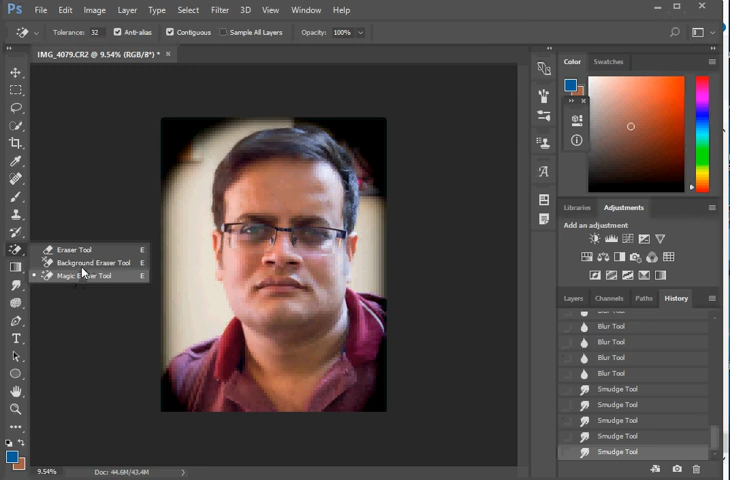 Ps File Edit Image Layer Type Select Filter 3D View Window Help
Tolerance: 32 Anti-alias Contiguous Sample All Layers Opacity: 100%
IMG_4079.CR2 @ 9.54% (RGB/8*) * ×
Color Swatches
Libraries Adjustments
Add an adjustment
Eraser Tool E
Background Eraser Tool E
Magic Eraser Tool E
Layers Channels Paths History
Blur Tool
Blur Tool
Blur Tool
Blur Tool
Smudge Tool
Smudge Tool
Smudge Tool
Smudge Tool
Smudge Tool
9.54% Doc: 44.6M/43.4M